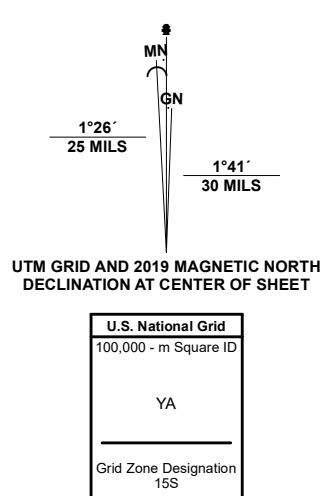 MN
GN
1°26´
25 MILS
1°41´
30 MILS
UTM GRID AND 2019 MAGNETIC NORTH
DECLINATION AT CENTER OF SHEET
U.S. National Grid
100,000 - m Square ID
YA
Grid Zone Designation
15S